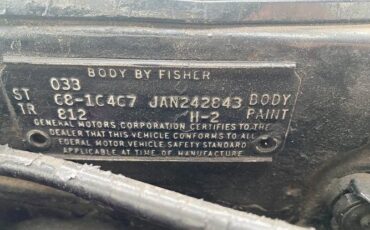 BODY BY FISHER
033
ST 68-1C4C7 JAN242843 BODY
TR 812 H-2 PAINT
GENERAL MOTORS CORPORATION CERTIFIES TO THE
DEALER THAT THIS VEHICLE CONFORMS TO ALL
FEDERAL MOTOR VEHICLE SAFETY STANDARD
APPLICABLE AT TIME OF MANUFACTURE